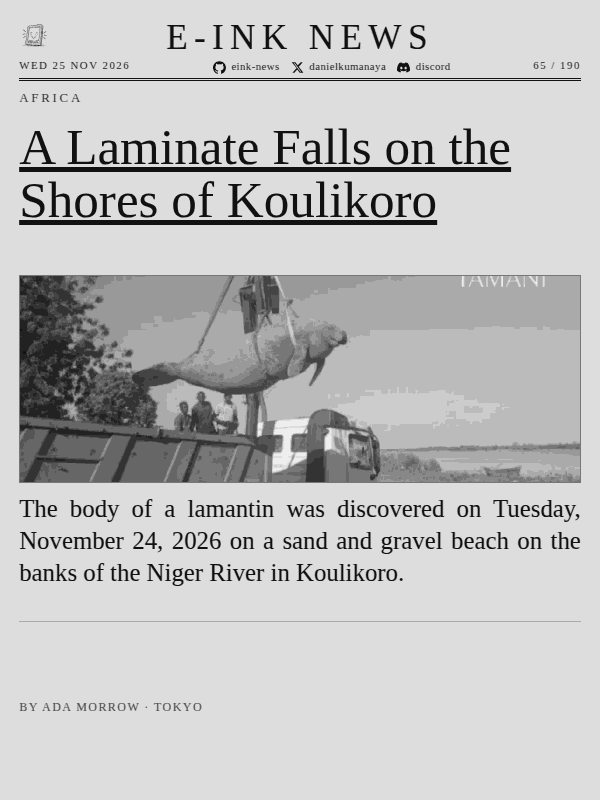 E-INK NEWS
WED 25 NOV 2026
eink-news danielkumanaya discord
65 / 190
AFRICA
A Laminate Falls on the
Shores of Koulikoro
TAMANI
The body of a lamantin was discovered on Tuesday,
November 24, 2026 on a sand and gravel beach on the
banks of the Niger River in Koulikoro.
BY ADA MORROW · TOKYO